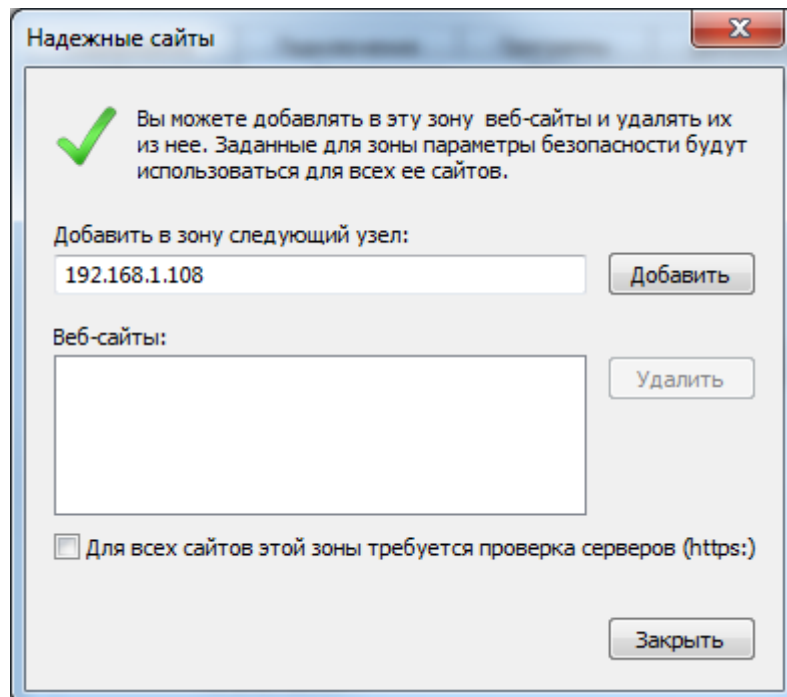 Надежные сайты
Вы можете добавлять в эту зону веб-сайты и удалять их
из нее. Заданные для зоны параметры безопасности будут
использоваться для всех ее сайтов.
Добавить в зону следующий узел:
192.168.1.108
Добавить
Веб-сайты:
Удалить
Для всех сайтов этой зоны требуется проверка серверов (https:)
Закрыть